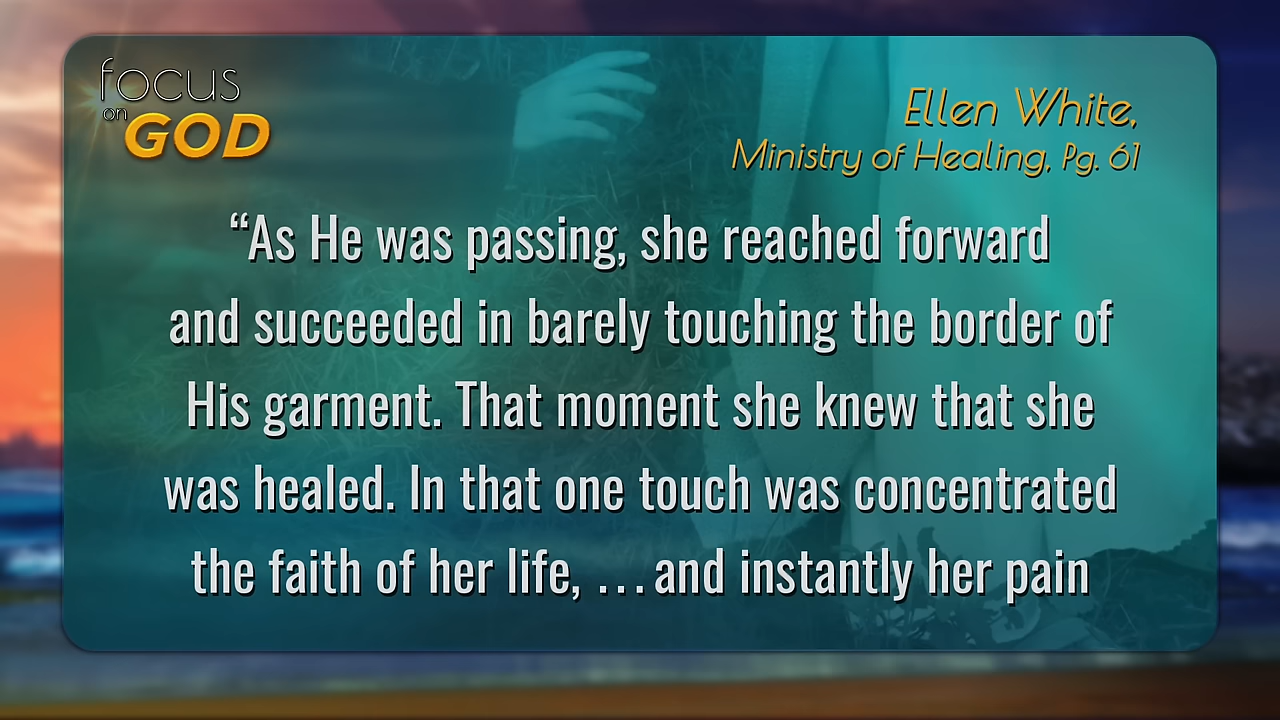 focus
on
GOD
Ellen White,
Ministry of Healing, Pg. 61
“As He was passing, she reached forward
and succeeded in barely touching the border of
His garment. That moment she knew that she
was healed. In that one touch was concentrated
the faith of her life, . . . and instantly her pain